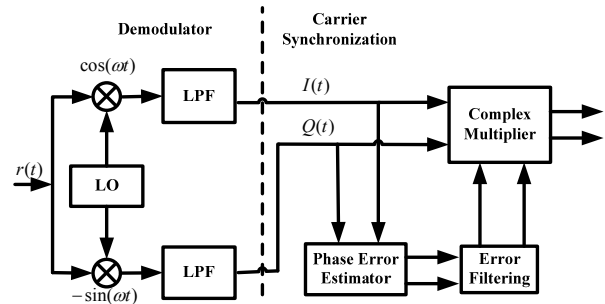 Demodulator
Carrier
Synchronization
cos(ωt)
LPF
I(t)
Q(t)
Complex
Multiplier
r(t)
LO
LPF
−sin(ωt)
Phase Error
Estimator
Error
Filtering